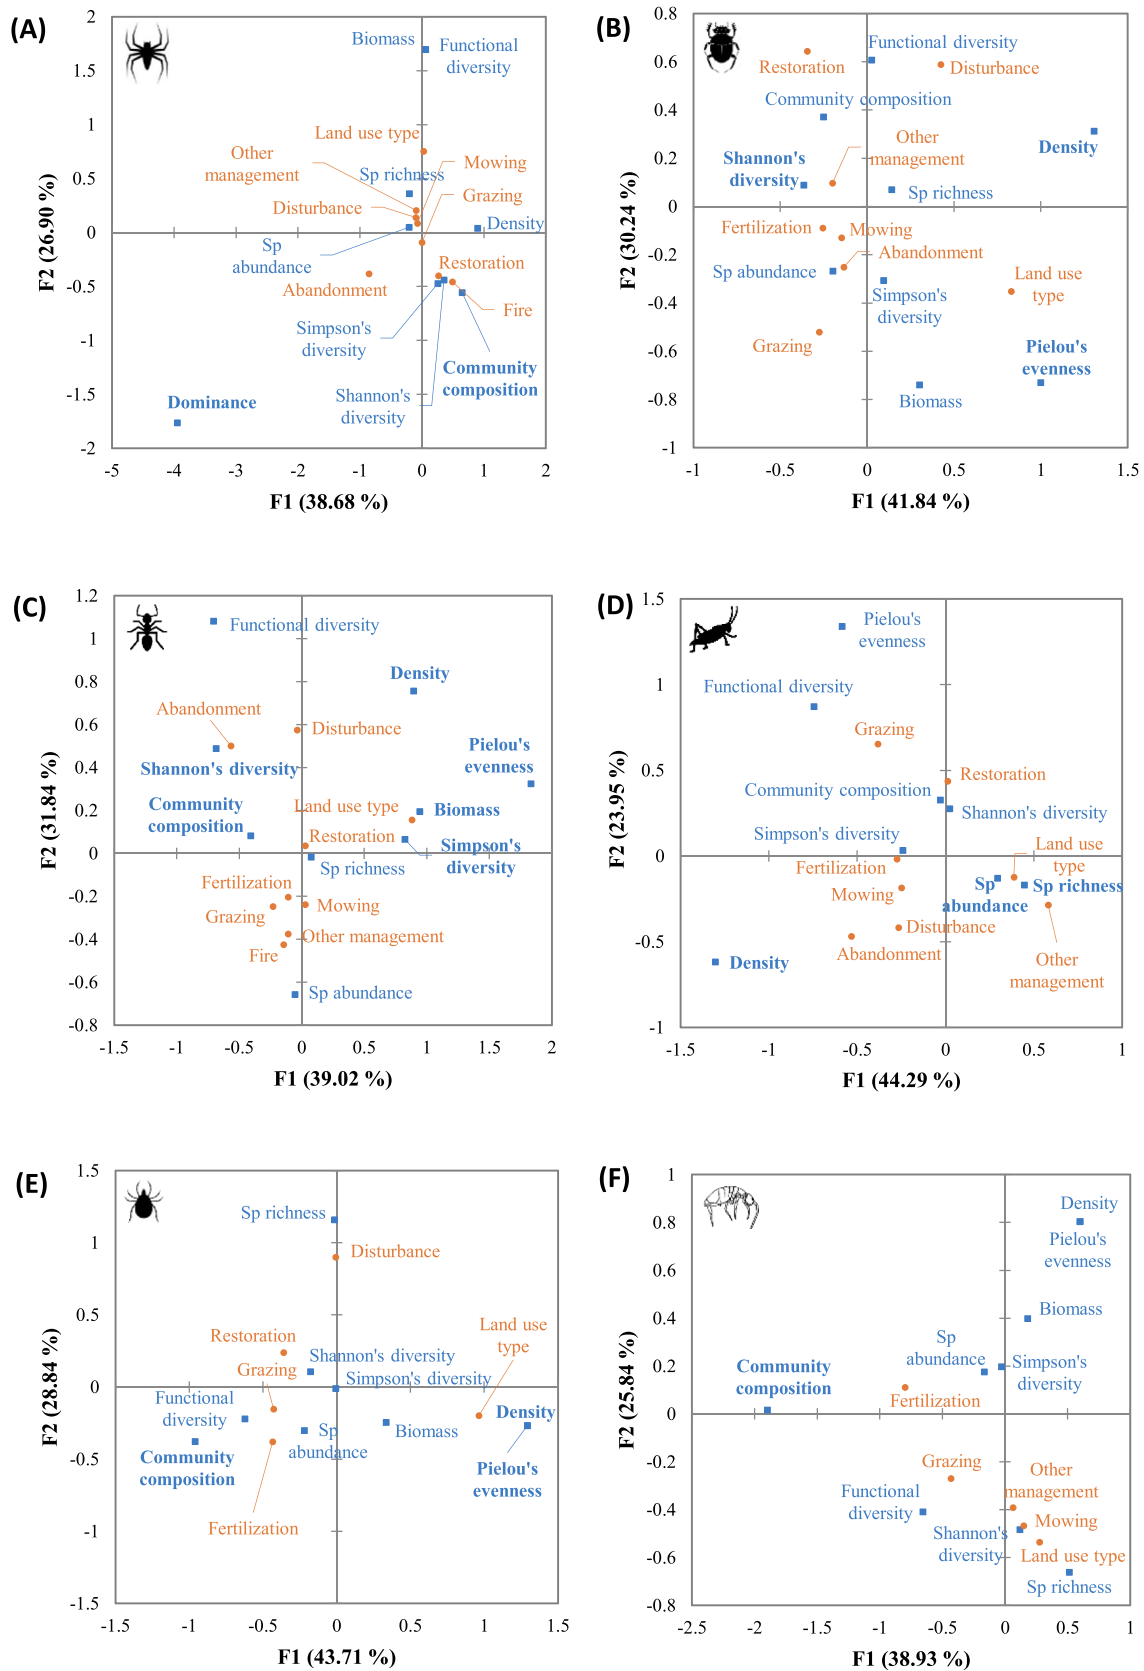 (A)
2
1.5
1
0.5
0
-0.5
-1
-1.5
-2
-5
-4
-3
-2
-1
0
1
2
F2 (26.90 %)
F1 (38.68 %)
Biomass
Functional
diversity
Land use type
Other
management
Sp richness
Mowing
Grazing
Disturbance
Density
Sp
abundance
Restoration
Abandonment
Fire
Simpson's
diversity
Community
composition
Shannon's
diversity
Dominance
(B)
0.8
0.6
0.4
0.2
0
-0.2
-0.4
-0.6
-0.8
-1
-1
-0.5
0
0.5
1
1.5
F2 (30.24 %)
F1 (41.84 %)
Functional diversity
Restoration
Disturbance
Community composition
Other
management
Density
Shannon's
diversity
Sp richness
Fertilization
Mowing
Abandonment
Sp abundance
Land use
type
Simpson's
diversity
Grazing
Pielou's
evenness
Biomass
(C)
1.2
1
0.8
0.6
0.4
0.2
0
-0.2
-0.4
-0.6
-0.8
-1.5
-1
-0.5
0
0.5
1
1.5
2
F2 (31.84 %)
F1 (39.02 %)
Functional diversity
Density
Abandonment
Disturbance
Pielou's
evenness
Shannon's diversity
Community
composition
Land use type
Biomass
Restoration
Simpson's
diversity
Sp richness
Fertilization
Grazing
Mowing
Other management
Fire
Sp abundance
(D)
1.5
1
0.5
0
-0.5
-1
-1.5
-1
-0.5
0
0.5
1
F2 (23.95 %)
F1 (44.29 %)
Pielou's
evenness
Functional diversity
Grazing
Restoration
Community composition
Shannon's diversity
Simpson's diversity
Land use
type
Fertilization
Mowing
Sp
abundance
Sp richness
Disturbance
Abandonment
Density
Other
management
(E)
1.5
1
0.5
0
-0.5
-1
-1.5
-1.5
-1
-0.5
0
0.5
1
1.5
F2 (28.84 %)
F1 (43.71 %)
Sp richness
Disturbance
Land use
type
Restoration
Grazing
Shannon's diversity
Simpson's diversity
Functional
diversity
Density
Sp
abundance
Biomass
Community
composition
Pielou's
evenness
Fertilization
(F)
1
0.8
0.6
0.4
0.2
0
-0.2
-0.4
-0.6
-0.8
-2.5
-2
-1.5
-1
-0.5
0
0.5
1
F2 (25.84 %)
F1 (38.93 %)
Density
Pielou's
evenness
Biomass
Sp
abundance
Simpson's
diversity
Community
composition
Fertilization
Grazing
Other
management
Functional
diversity
Mowing
Shannon's
diversity
Land use type
Sp richness